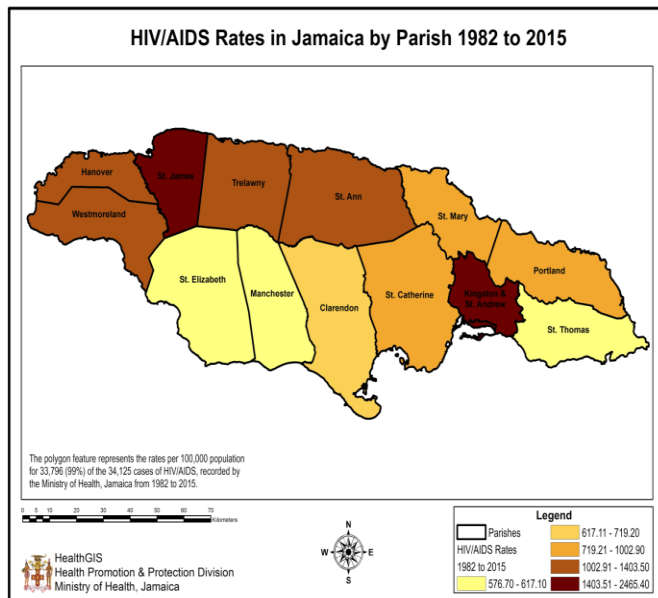 HIV/AIDS Rates in Jamaica by Parish 1982 to 2015
Hanover
St. James
Trelawny
St. Ann
Westmoreland
St. Mary
St. Elizabeth
Manchester
Clarendon
St. Catherine
Kingston &
St. Andrew
Portland
St. Thomas
The polygon feature represents the rates per 100,000 population
for 33,796 (99%) of the 34,125 cases of HIV/AIDS, recorded by
the Ministry of Health, Jamaica from 1982 to 2015.
0 5 10 20 30 40 50 60 70
Kilometers
N
W E
S
HealthGIS
Health Promotion & Protection Division
Ministry of Health, Jamaica
Legend
Parishes
HIV/AIDS Rates
1982 to 2015
576.70 - 617.10
617.11 - 719.20
719.21 - 1002.90
1002.91 - 1403.50
1403.51 - 2465.40